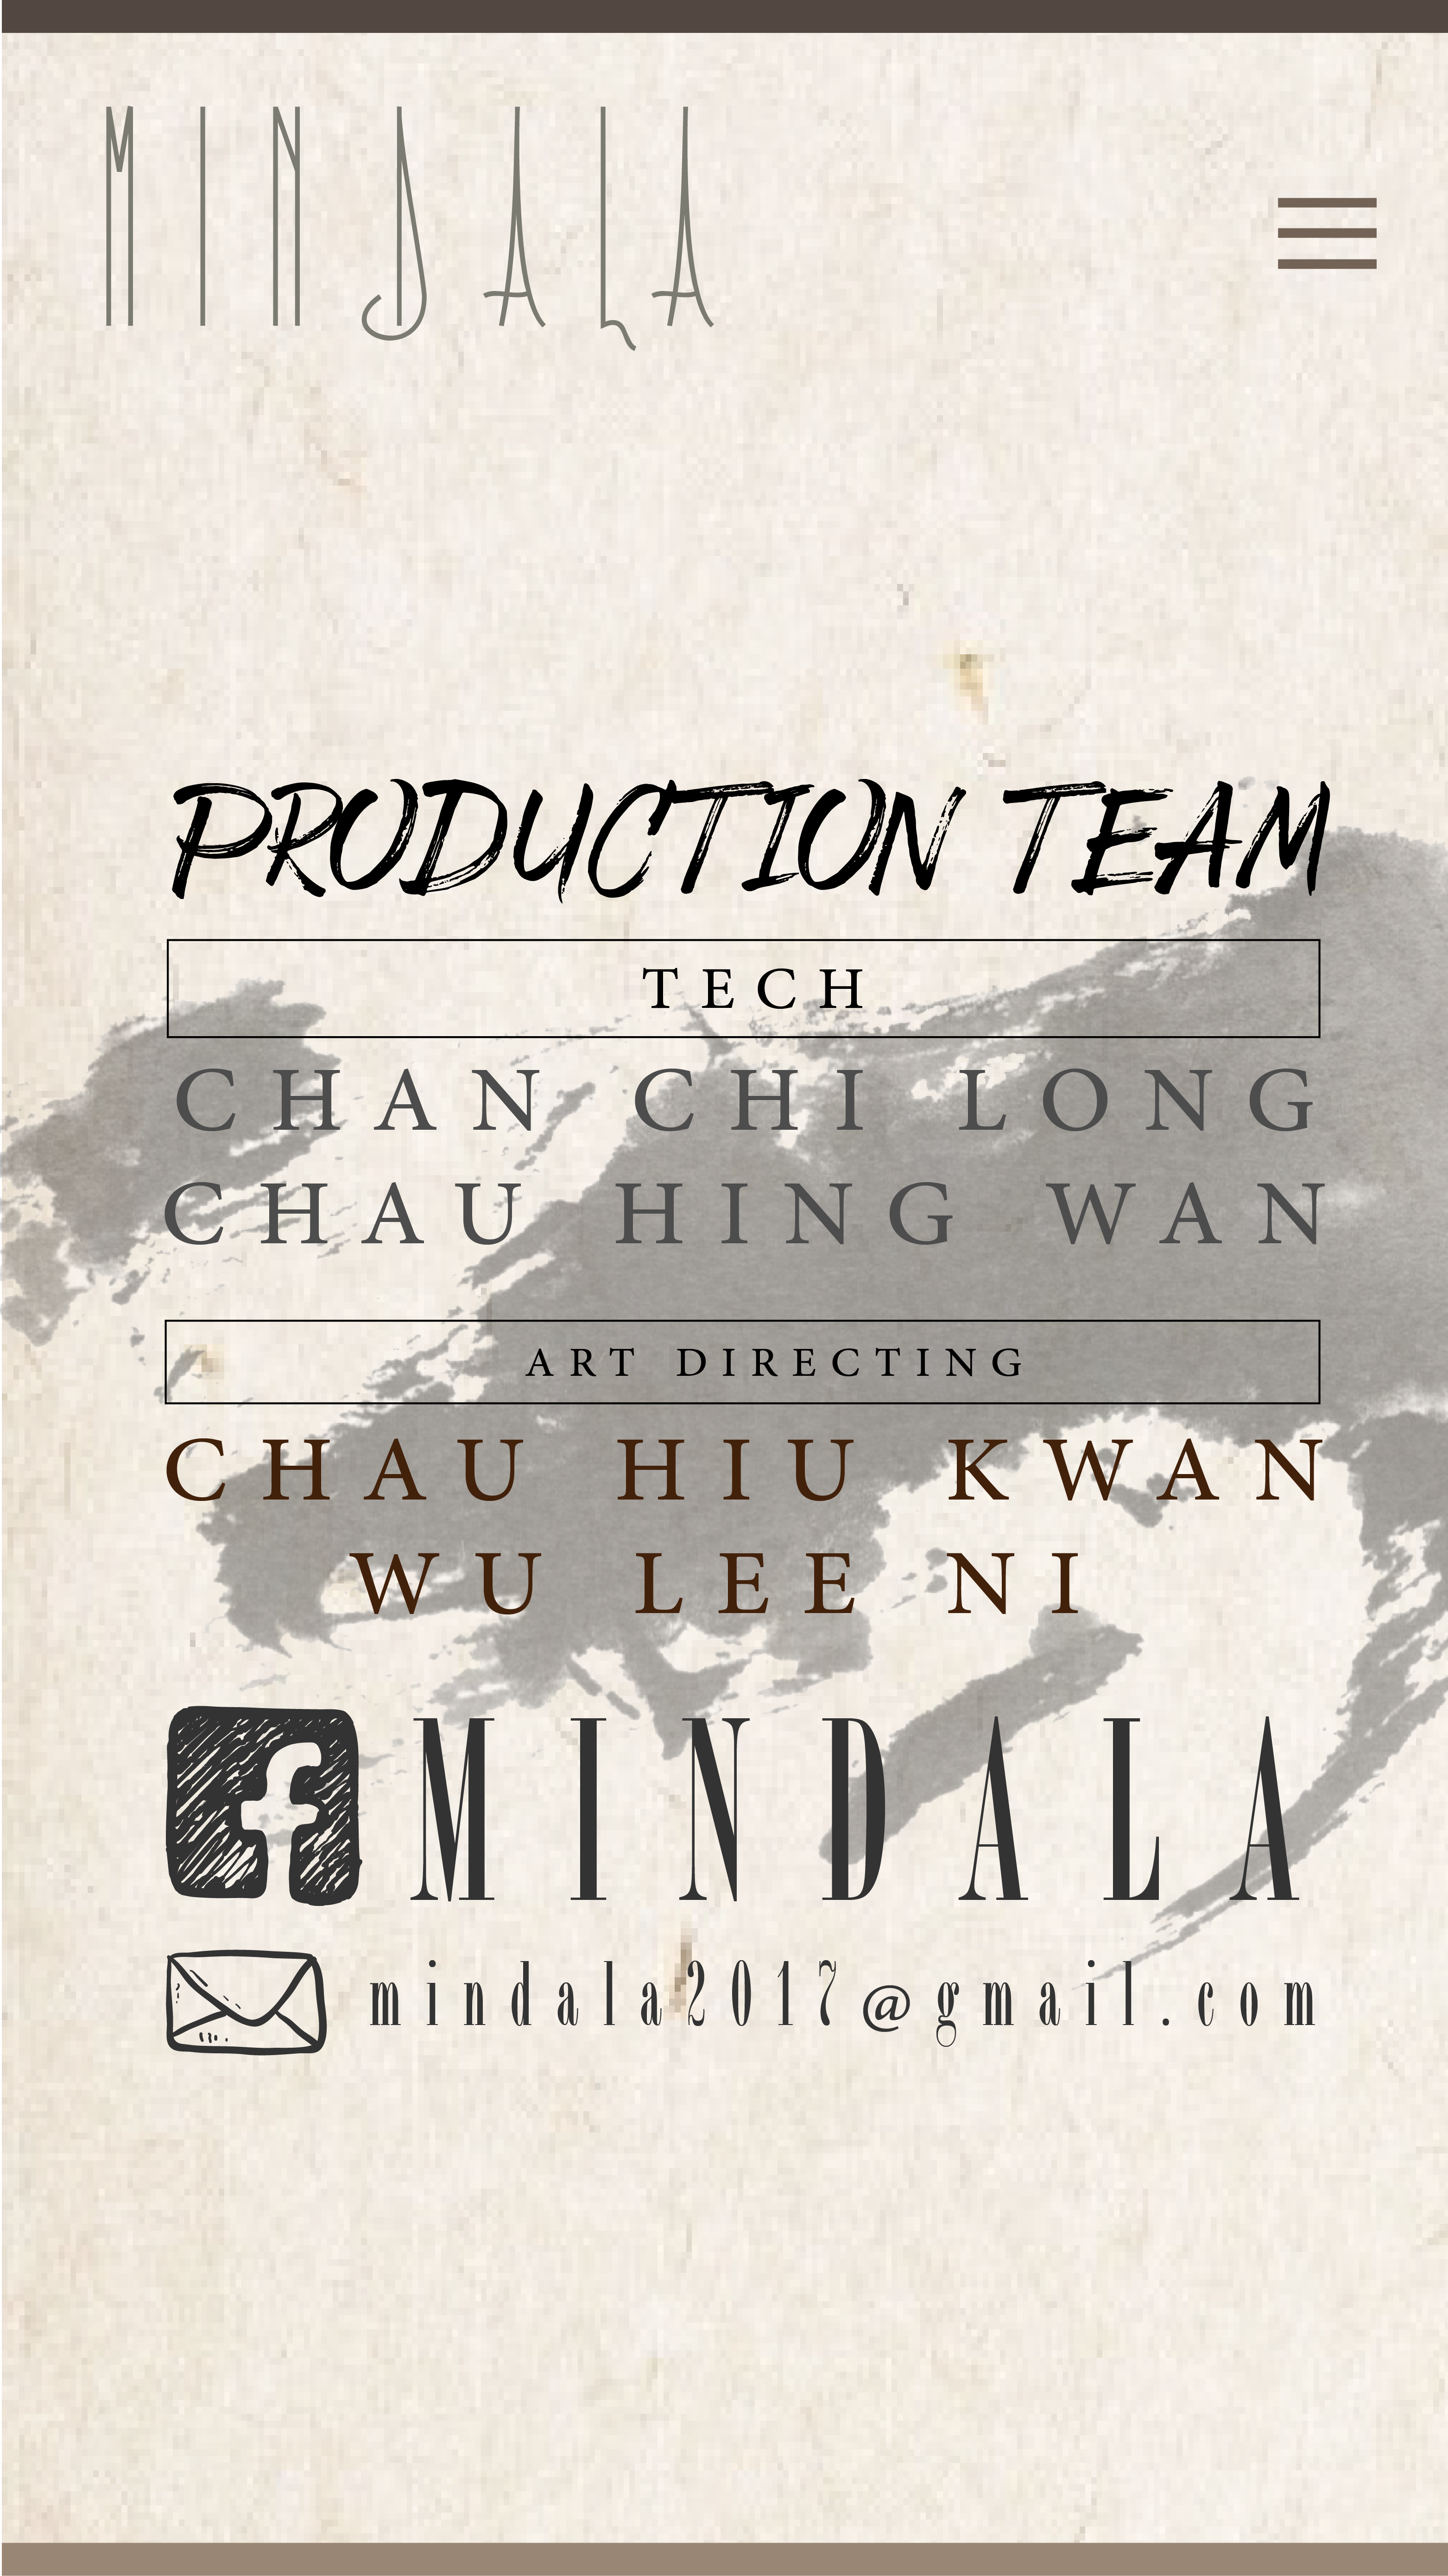 MINDALA
PRODUCTION TEAM
TECH
CHAN CHI LONG
CHAU HING WAN
ART DIRECTING
CHAU HIU KWAN
WU LEE NI
f MINDALA
mindala2017@gmail.com